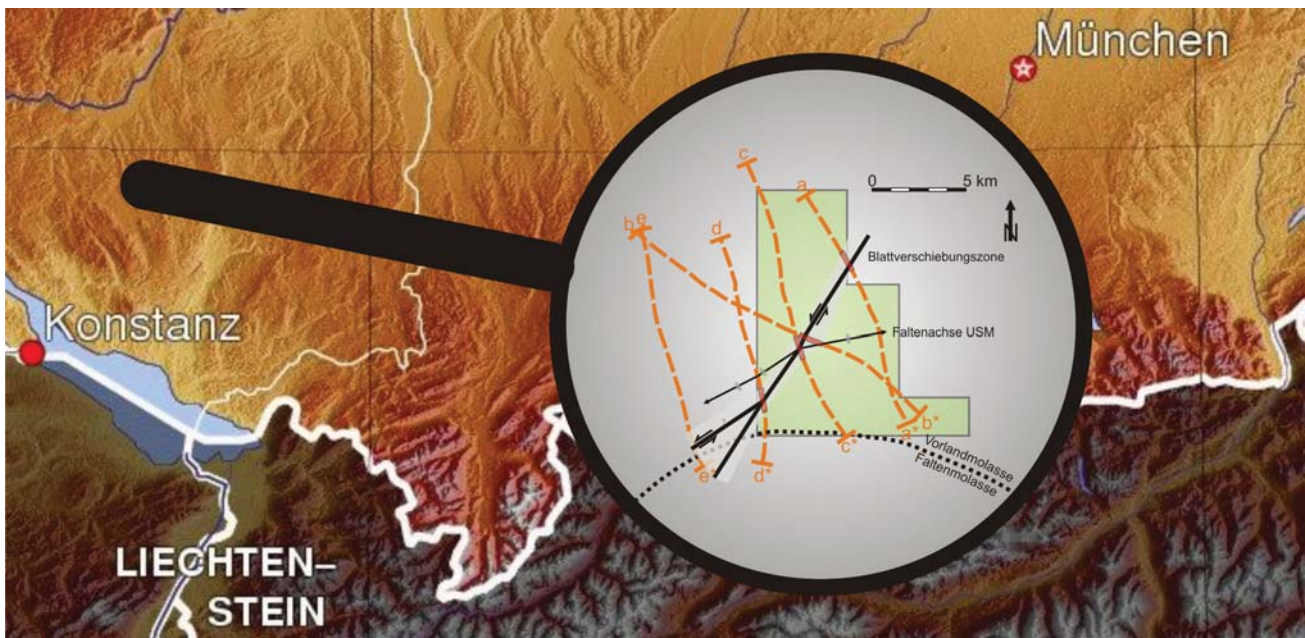 München
c
a
0 5 km
b e
d
N
Blattverschiebungszone
Faltenachse USM
Konstanz
b*
a*
c*
Vorlandmolasse
Faltenmolasse
e*
d*
LIECHTEN–
STEIN